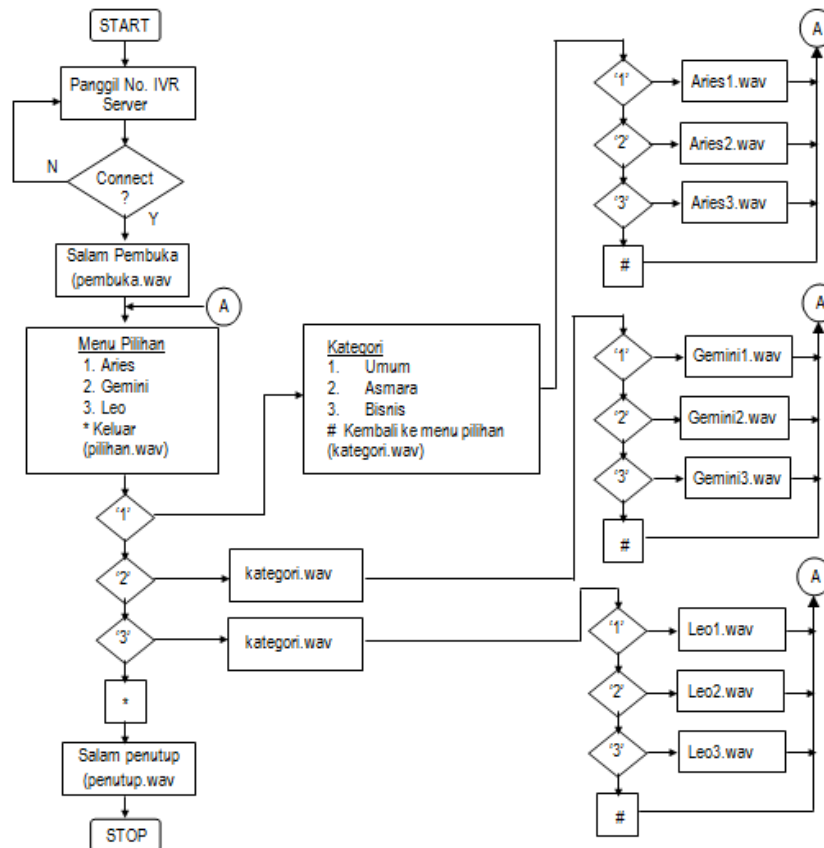 START
Panggil No. IVR
Server
N
Connect
?
Y
Salam Pembuka
(pembuka.wav
A
Menu Pilihan
1. Aries
2. Gemini
3. Leo
* Keluar
(pilihan.wav)
'1'
'2'
'3'
*
Salam penutup
(penutup.wav
STOP
Kategori
1. Umum
2. Asmara
3. Bisnis
# Kembali ke menu pilihan
(kategori.wav)
kategori.wav
kategori.wav
A
'1'
Aries1.wav
'2'
Aries2.wav
'3'
Aries3.wav
#
A
'1'
Gemini1.wav
'2'
Gemini2.wav
'3'
Gemini3.wav
#
A
'1'
Leo1.wav
'2'
Leo2.wav
'3'
Leo3.wav
#